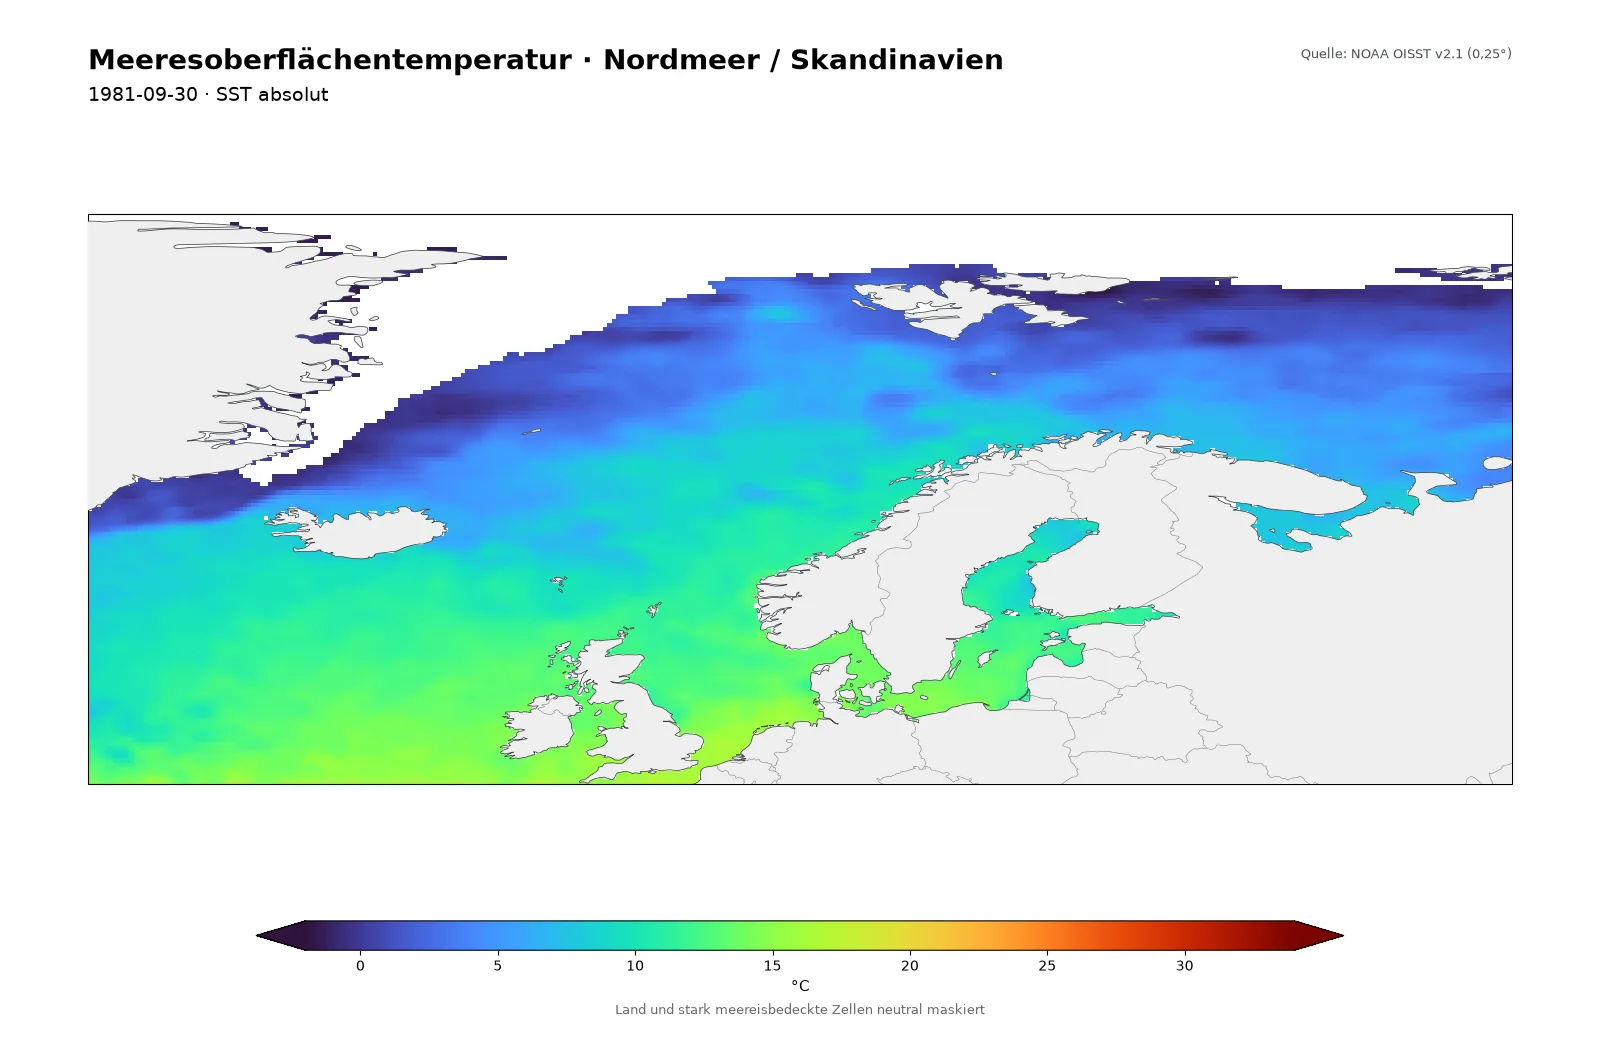 Meeresoberflächentemperatur · Nordmeer / Skandinavien
Quelle: NOAA OISST v2.1 (0,25°)
1981-09-30 · SST absolut
0 5 10 15 20 25 30
°C
Land und stark meereisbedeckte Zellen neutral maskiert